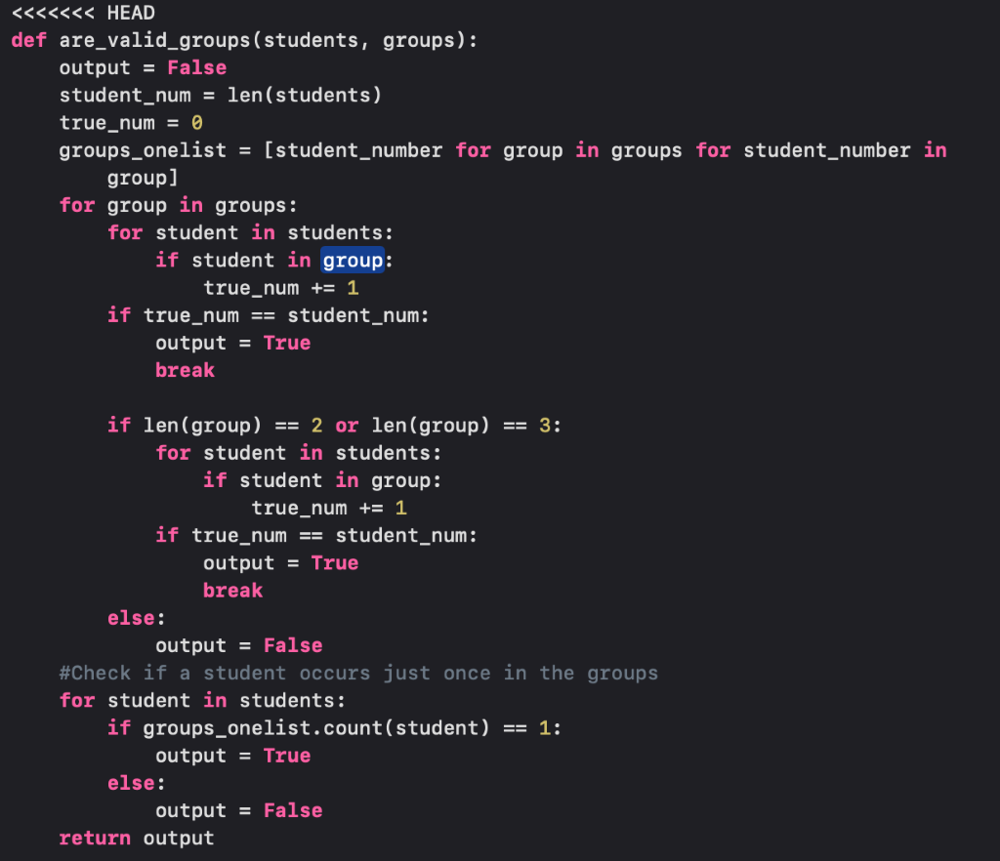 <<<<<<< HEAD
def are_valid_groups(students, groups):
    output = False
    student_num = len(students)
    true_num = 0
    groups_onelist = [student_number for group in groups for student_number in
        group]
    for group in groups:
        for student in students:
            if student in group:
                true_num += 1
        if true_num == student_num:
            output = True
            break

        if len(group) == 2 or len(group) == 3:
            for student in students:
                if student in group:
                    true_num += 1
            if true_num == student_num:
                output = True
                break
        else:
            output = False
    #Check if a student occurs just once in the groups
    for student in students:
        if groups_onelist.count(student) == 1:
            output = True
        else:
            output = False
    return output